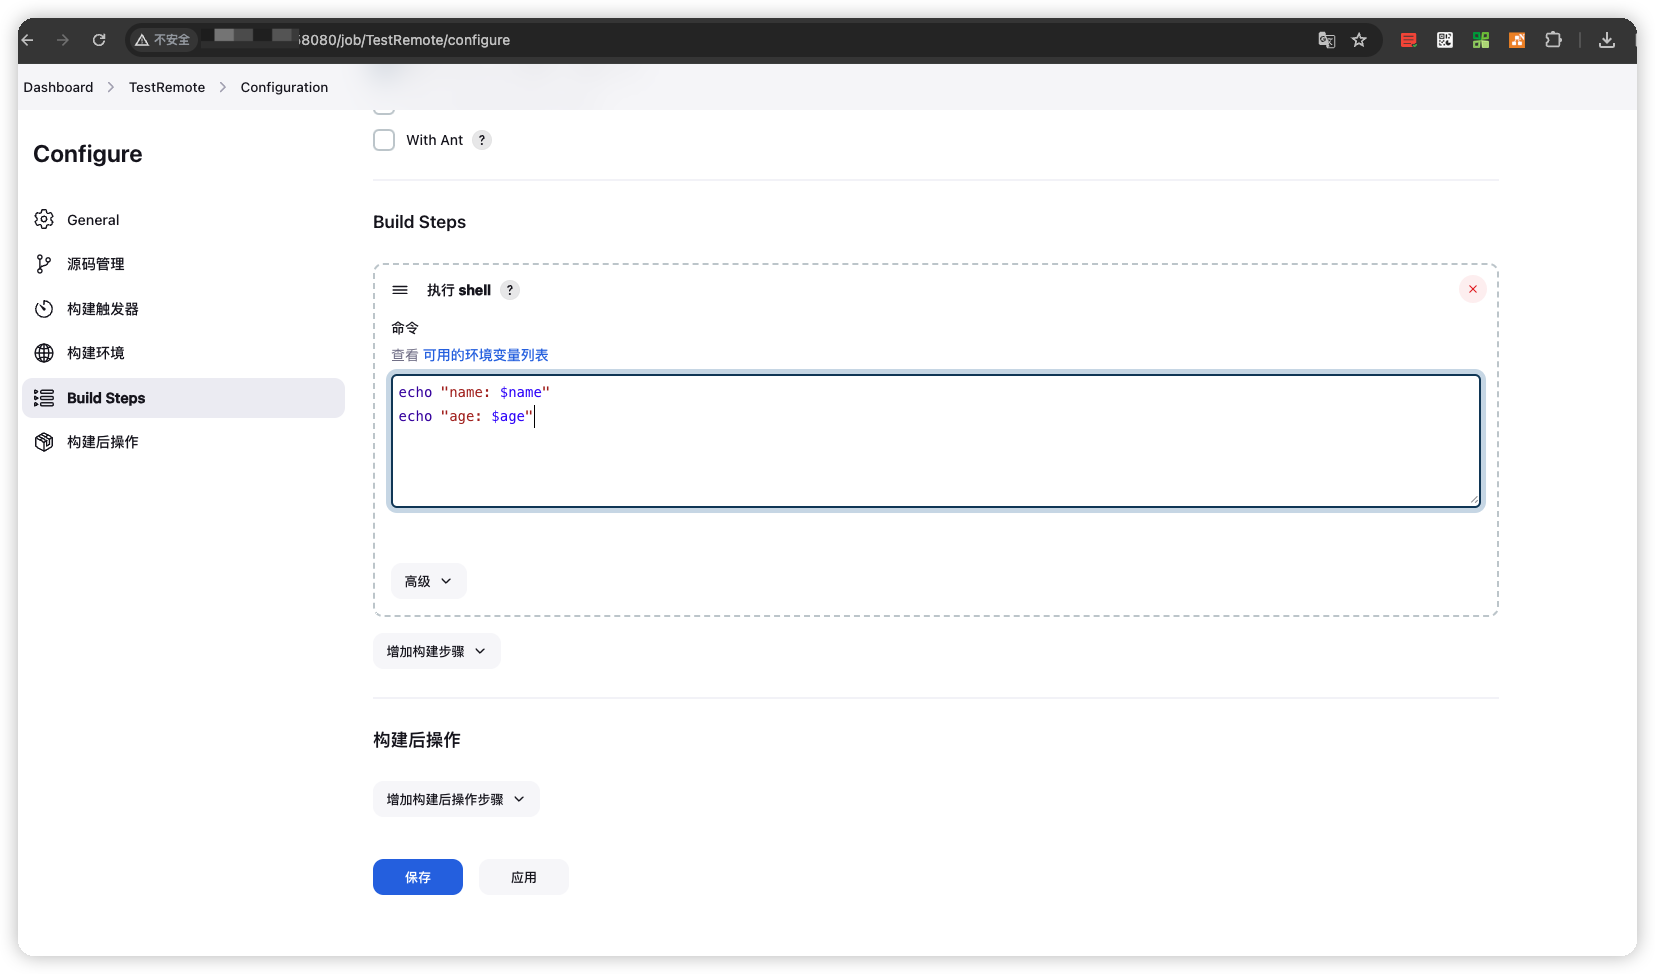 不安全 8080/job/TestRemote/configure
Dashboard TestRemote Configuration
Configure
General
源码管理
构建触发器
构建环境
Build Steps
构建后操作
With Ant ?
Build Steps
执行 shell ?
命令
查看 可用的环境变量列表
echo "name: $name"
echo "age: $age"
高级
增加构建步骤
构建后操作
增加构建后操作步骤
保存 应用